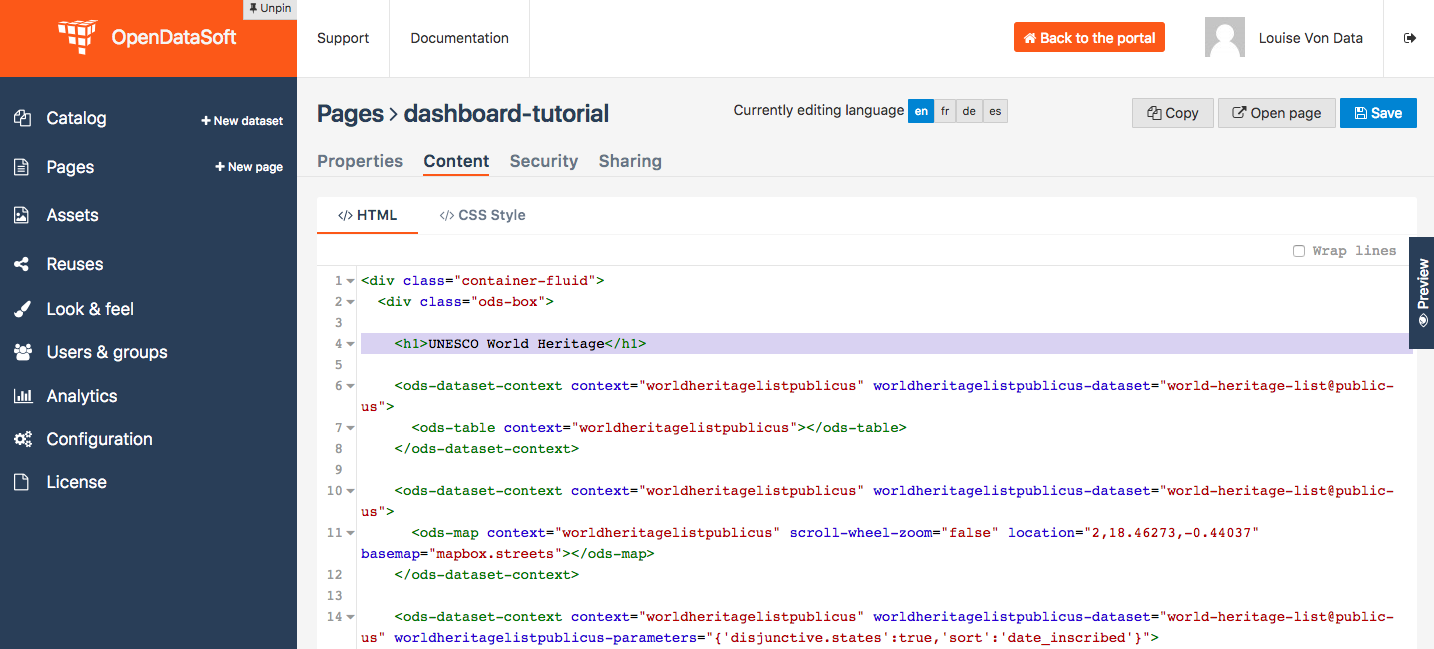 Unpin
OpenDataSoft
Support
Documentation
Back to the portal
Louise Von Data
Catalog
+ New dataset
Pages
+ New page
Assets
Reuses
Look & feel
Users & groups
Analytics
Configuration
License
Pages > dashboard-tutorial
Currently editing language en fr de es
Copy
Open page
Save
Properties Content Security Sharing
</> HTML </> CSS Style
Wrap lines
Preview
1 <div class="container-fluid">
2 <div class="ods-box">
3
4 <h1>UNESCO World Heritage</h1>
5
6 <ods-dataset-context context="worldheritagelistpublicus" worldheritagelistpublicus-dataset="world-heritage-list@public-
us">
7 <ods-table context="worldheritagelistpublicus"></ods-table>
8 </ods-dataset-context>
9
10 <ods-dataset-context context="worldheritagelistpublicus" worldheritagelistpublicus-dataset="world-heritage-list@public-
us">
11 <ods-map context="worldheritagelistpublicus" scroll-wheel-zoom="false" location="2,18.46273,-0.44037"
basemap="mapbox.streets"></ods-map>
12 </ods-dataset-context>
13
14 <ods-dataset-context context="worldheritagelistpublicus" worldheritagelistpublicus-dataset="world-heritage-list@public-
us" worldheritagelistpublicus-parameters="{'disjunctive.states':true,'sort':'date_inscribed'}">